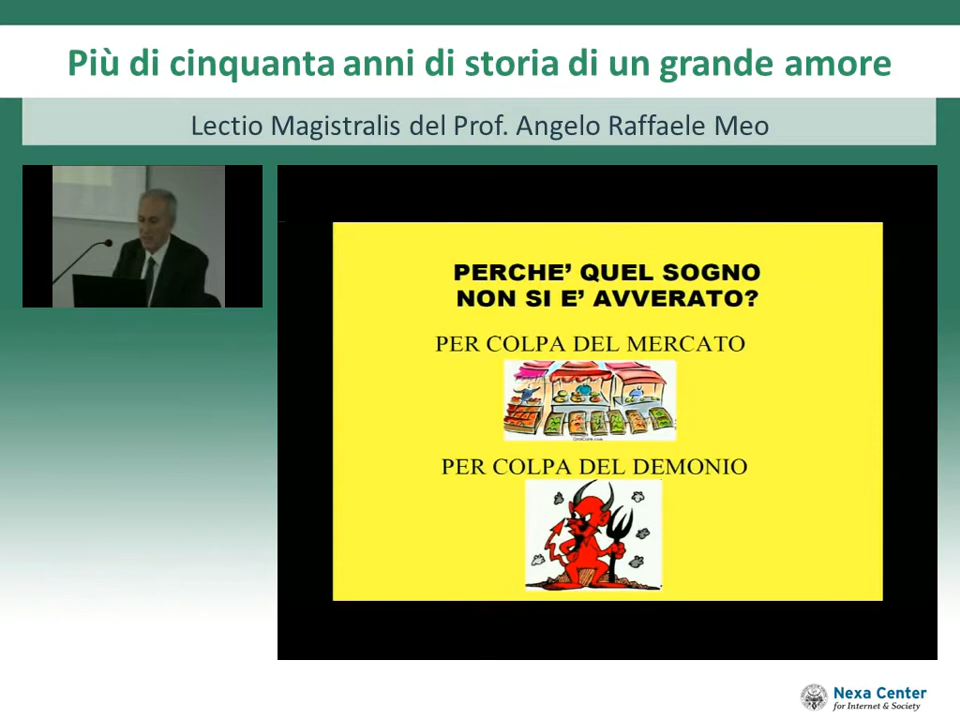 Più di cinquanta anni di storia di un grande amore
Lectio Magistralis del Prof. Angelo Raffaele Meo
PERCHE’ QUEL SOGNO
NON SI E’ AVVERATO?
PER COLPA DEL MERCATO
PER COLPA DEL DEMONIO
Nexa Center
for Internet & Society